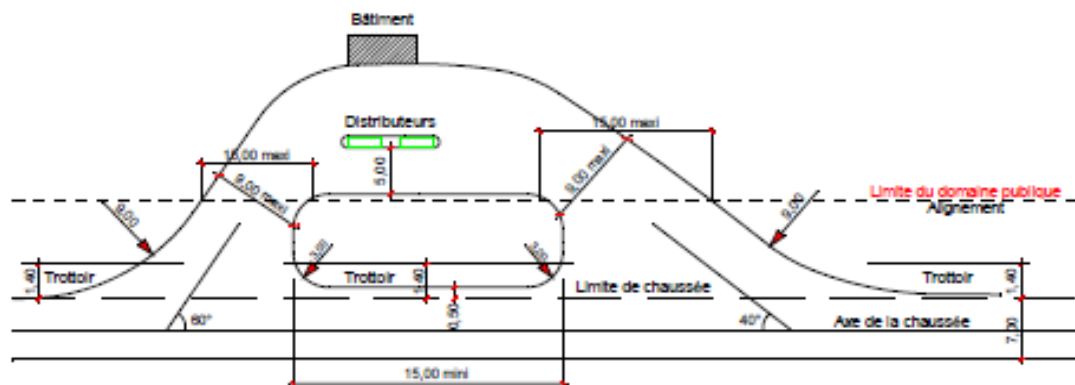 Bâtiment
Distributeurs
15,00 maxi
15,00 maxi
5,00
9,00 maxi
9,00 maxi
Limite du domaine publique
Alignement
9,00
9,00
3,00
3,00
Trottoir
Trottoir
Trottoir
1,40
1,40
1,40
Limite de chaussée
0,50
60°
40°
Axe de la chaussée
7,00
15,00 mini